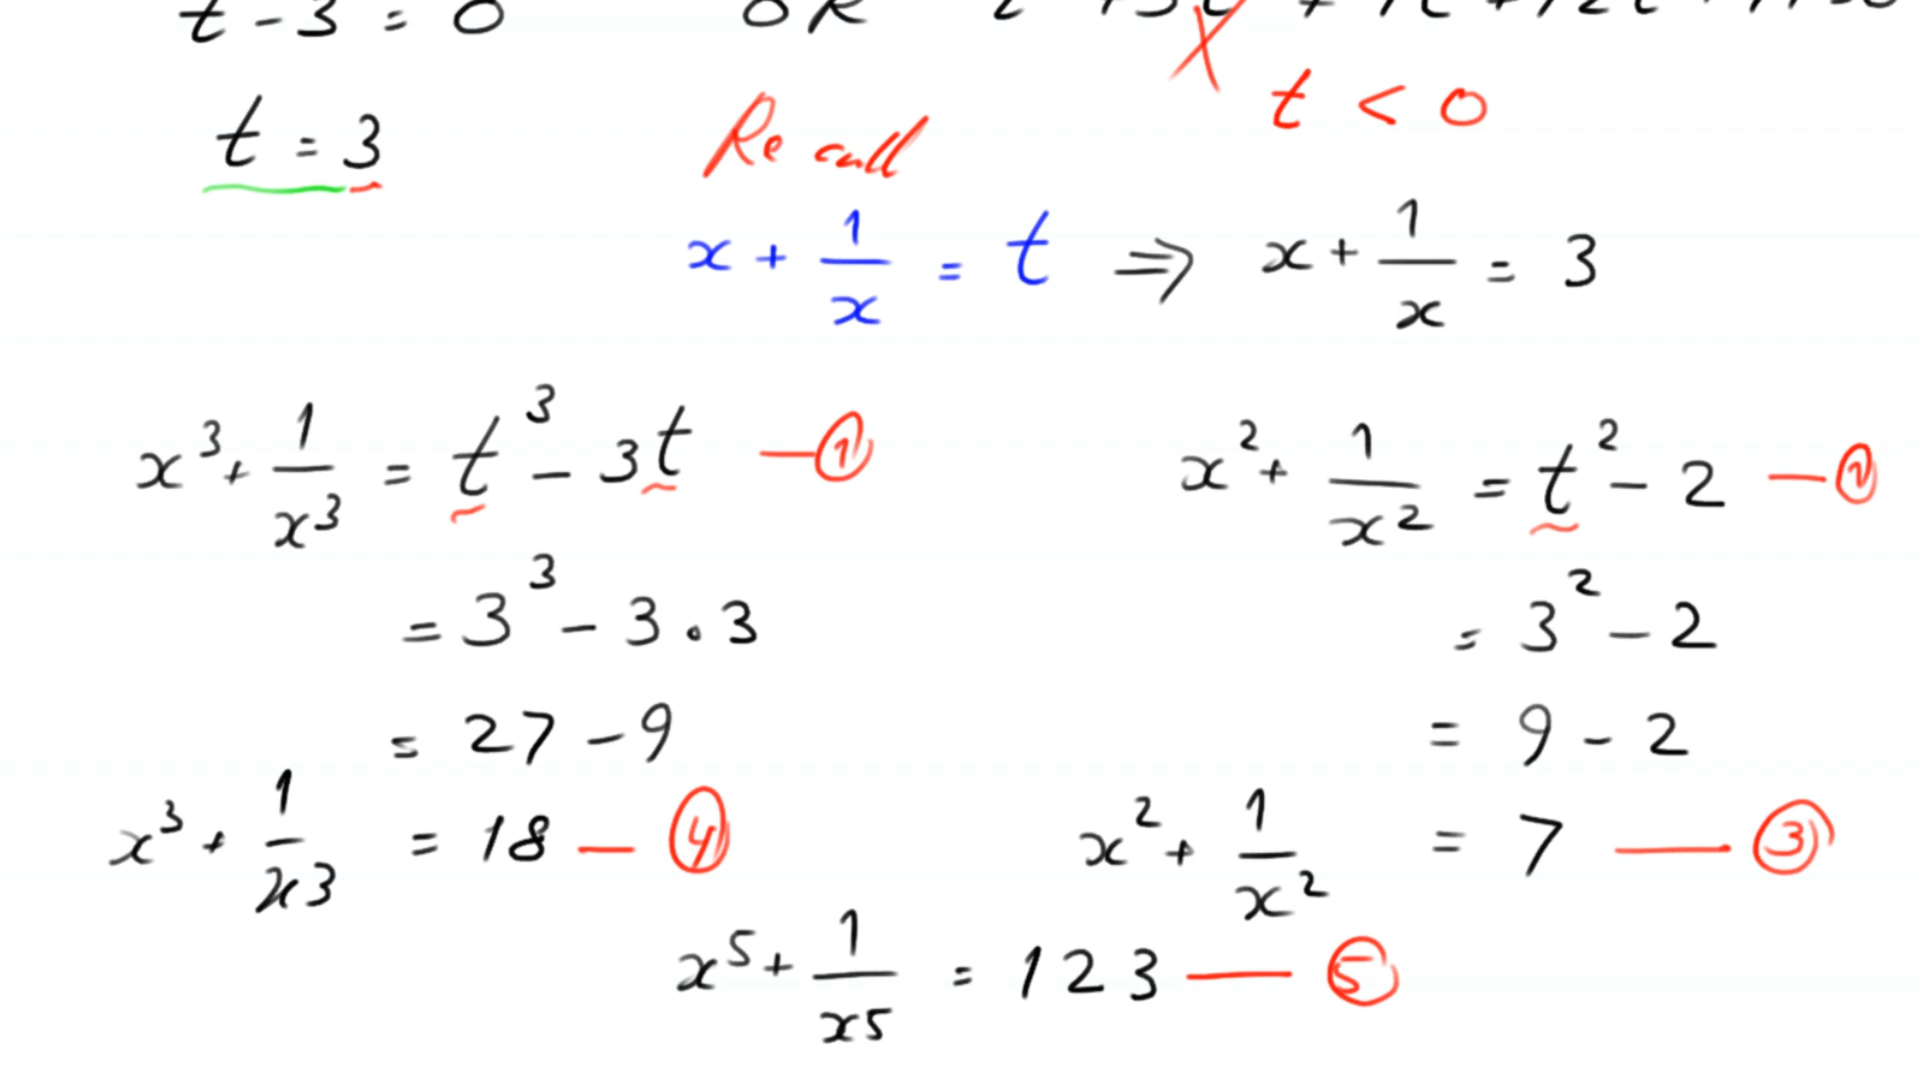 t - 3 = 0 OR
t = 3
t < 0
Recall
x + 1/x = t ⇒ x + 1/x = 3
x³ + 1/x³ = t³ - 3t — ①
x² + 1/x² = t² - 2 —
= 3³ - 3 . 3
= 3² - 2
= 27 - 9
= 9 - 2
x³ + 1/x³ = 18 — ④
x² + 1/x² = 7 — ③
x⁵ + 1/x⁵ = 123 — ⑤